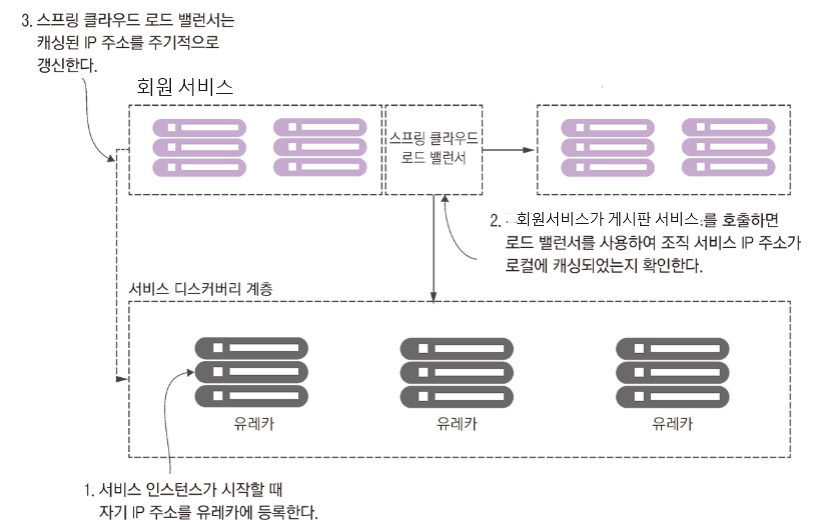 3. 스프링 클라우드 로드 밸런서는
캐싱된 IP 주소를 주기적으로
갱신한다.
회원 서비스
스프링 클라우드
로드 밸런서
2. 회원서비스가 게시판 서비스를 호출하면
로드 밸런서를 사용하여 조직 서비스 IP 주소가
로컬에 캐싱되었는지 확인한다.
서비스 디스커버리 계층
유레카
유레카
유레카
1. 서비스 인스턴스가 시작할 때
자기 IP 주소를 유레카에 등록한다.